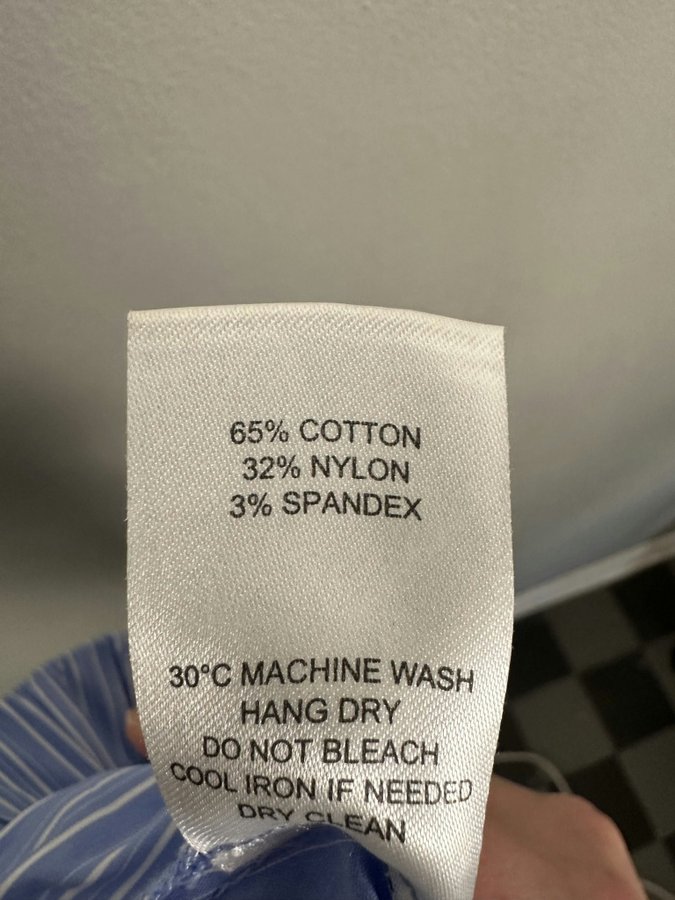 65% COTTON
32% NYLON
3% SPANDEX
30°C MACHINE WASH
HANG DRY
DO NOT BLEACH
COOL IRON IF NEEDED
DRY CLEAN